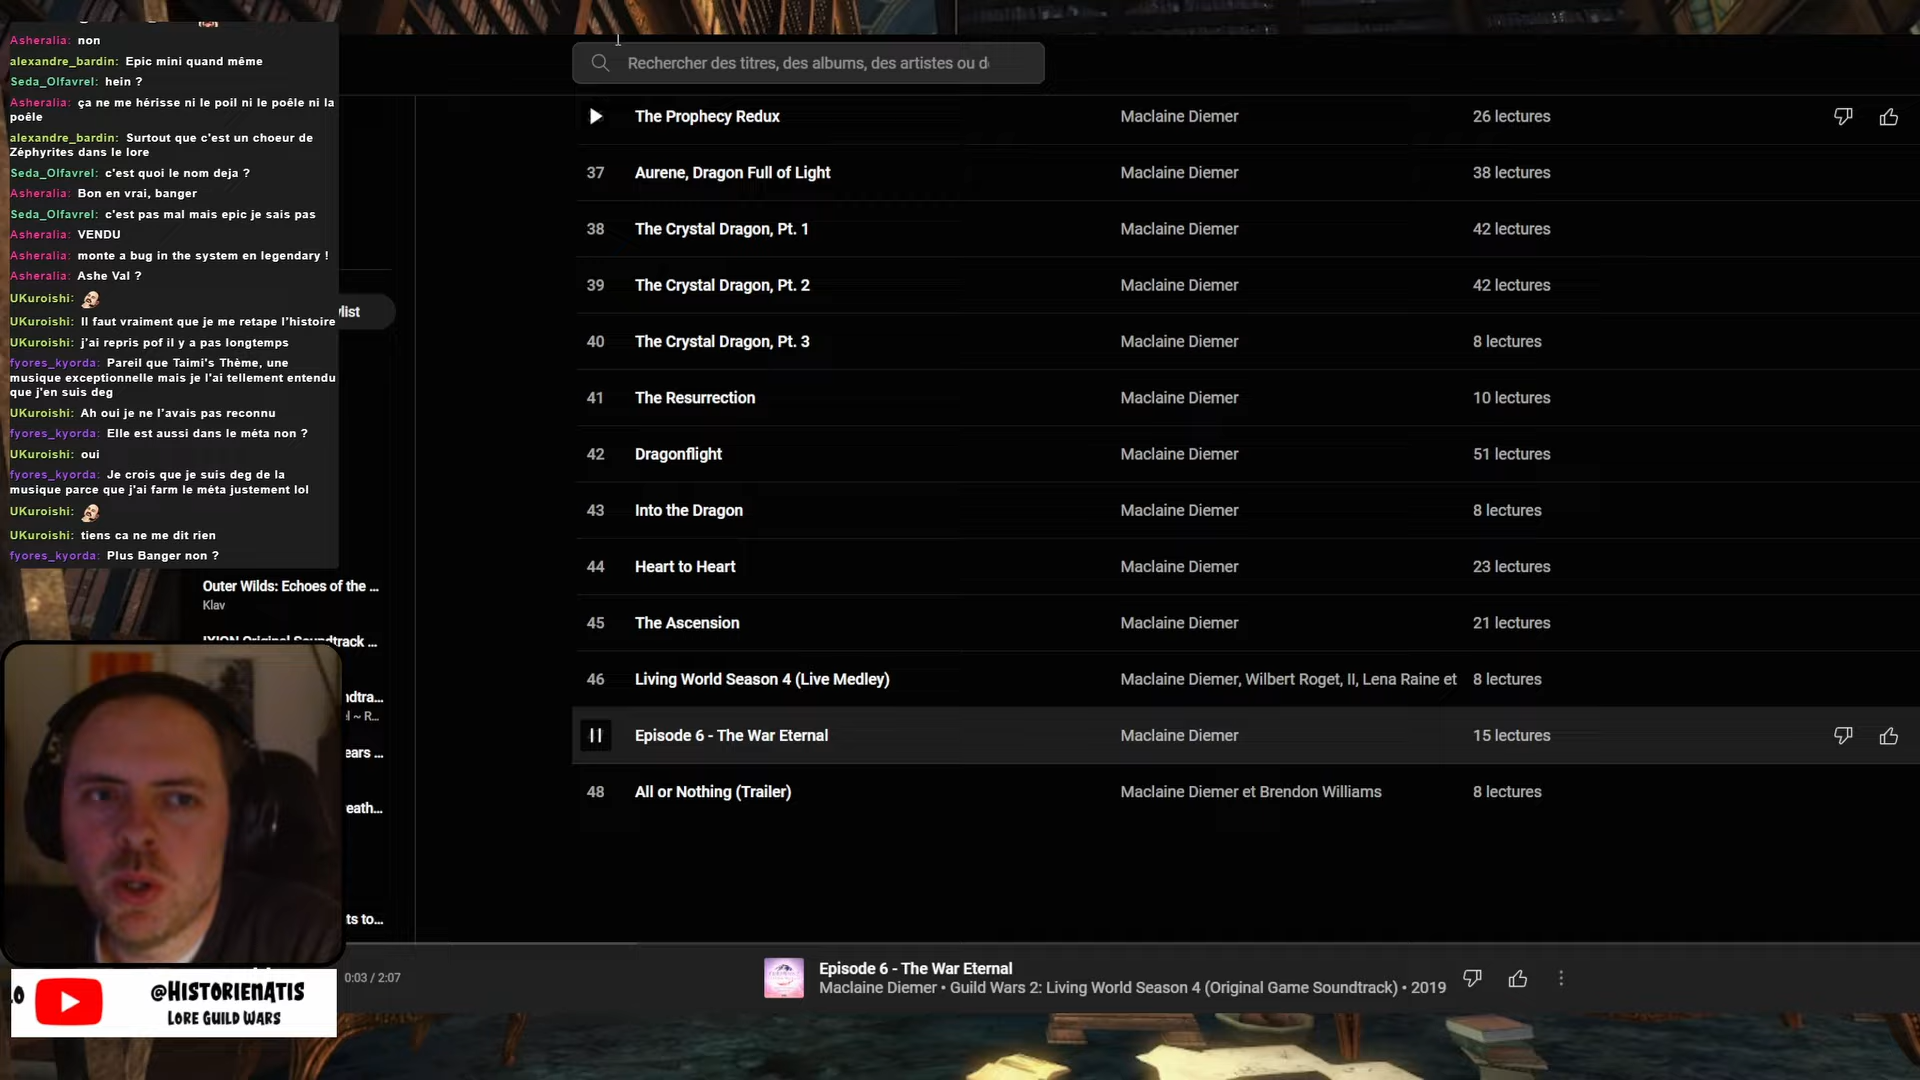 Asheralia: non
alexandre_bardin: Epic mini quand même
Seda_Olfavrel: hein ?
Asheralia: ça ne me hérisse ni le poil ni le poêle ni la
poêle
alexandre_bardin: Surtout que c'est un choeur de
Zéphyrites dans le lore
Seda_Olfavrel: c'est quoi le nom deja ?
Asheralia: Bon en vrai, banger
Seda_Olfavrel: c'est pas mal mais epic je sais pas
Asheralia: VENDU
Asheralia: monte a bug in the system en legendary !
Asheralia: Ashe Val ?
UKuroishi:
UKuroishi: Il faut vraiment que je me retape l'histoire
UKuroishi: j'ai repris pof il y a pas longtemps
fyores_kyorda: Pareil que Taimi's Thème, une
musique exceptionnelle mais je l'ai tellement entendu
que j'en suis deg
UKuroishi: Ah oui je ne l'avais pas reconnu
fyores_kyorda: Elle est aussi dans le méta non ?
UKuroishi: oui
fyores_kyorda: Je crois que je suis deg de la
musique parce que j'ai farm le méta justement lol
UKuroishi:
UKuroishi: tiens ca ne me dit rien
fyores_kyorda: Plus Banger non ?
ylist
Outer Wilds: Echoes of the ...
Klav
IXION Original Soundtrack ...
ndtra...
l ~ R...
ears ...
eath...
ts to...
@HISTORIENATIS
LORE GUILD WARS
Rechercher des titres, des albums, des artistes ou d
The Prophecy Redux Maclaine Diemer 26 lectures
37 Aurene, Dragon Full of Light Maclaine Diemer 38 lectures
38 The Crystal Dragon, Pt. 1 Maclaine Diemer 42 lectures
39 The Crystal Dragon, Pt. 2 Maclaine Diemer 42 lectures
40 The Crystal Dragon, Pt. 3 Maclaine Diemer 8 lectures
41 The Resurrection Maclaine Diemer 10 lectures
42 Dragonflight Maclaine Diemer 51 lectures
43 Into the Dragon Maclaine Diemer 8 lectures
44 Heart to Heart Maclaine Diemer 23 lectures
45 The Ascension Maclaine Diemer 21 lectures
46 Living World Season 4 (Live Medley) Maclaine Diemer, Wilbert Roget, II, Lena Raine et 8 lectures
Episode 6 - The War Eternal Maclaine Diemer 15 lectures
48 All or Nothing (Trailer) Maclaine Diemer et Brendon Williams 8 lectures
0:03 / 2:07
Episode 6 - The War Eternal
Maclaine Diemer • Guild Wars 2: Living World Season 4 (Original Game Soundtrack) • 2019